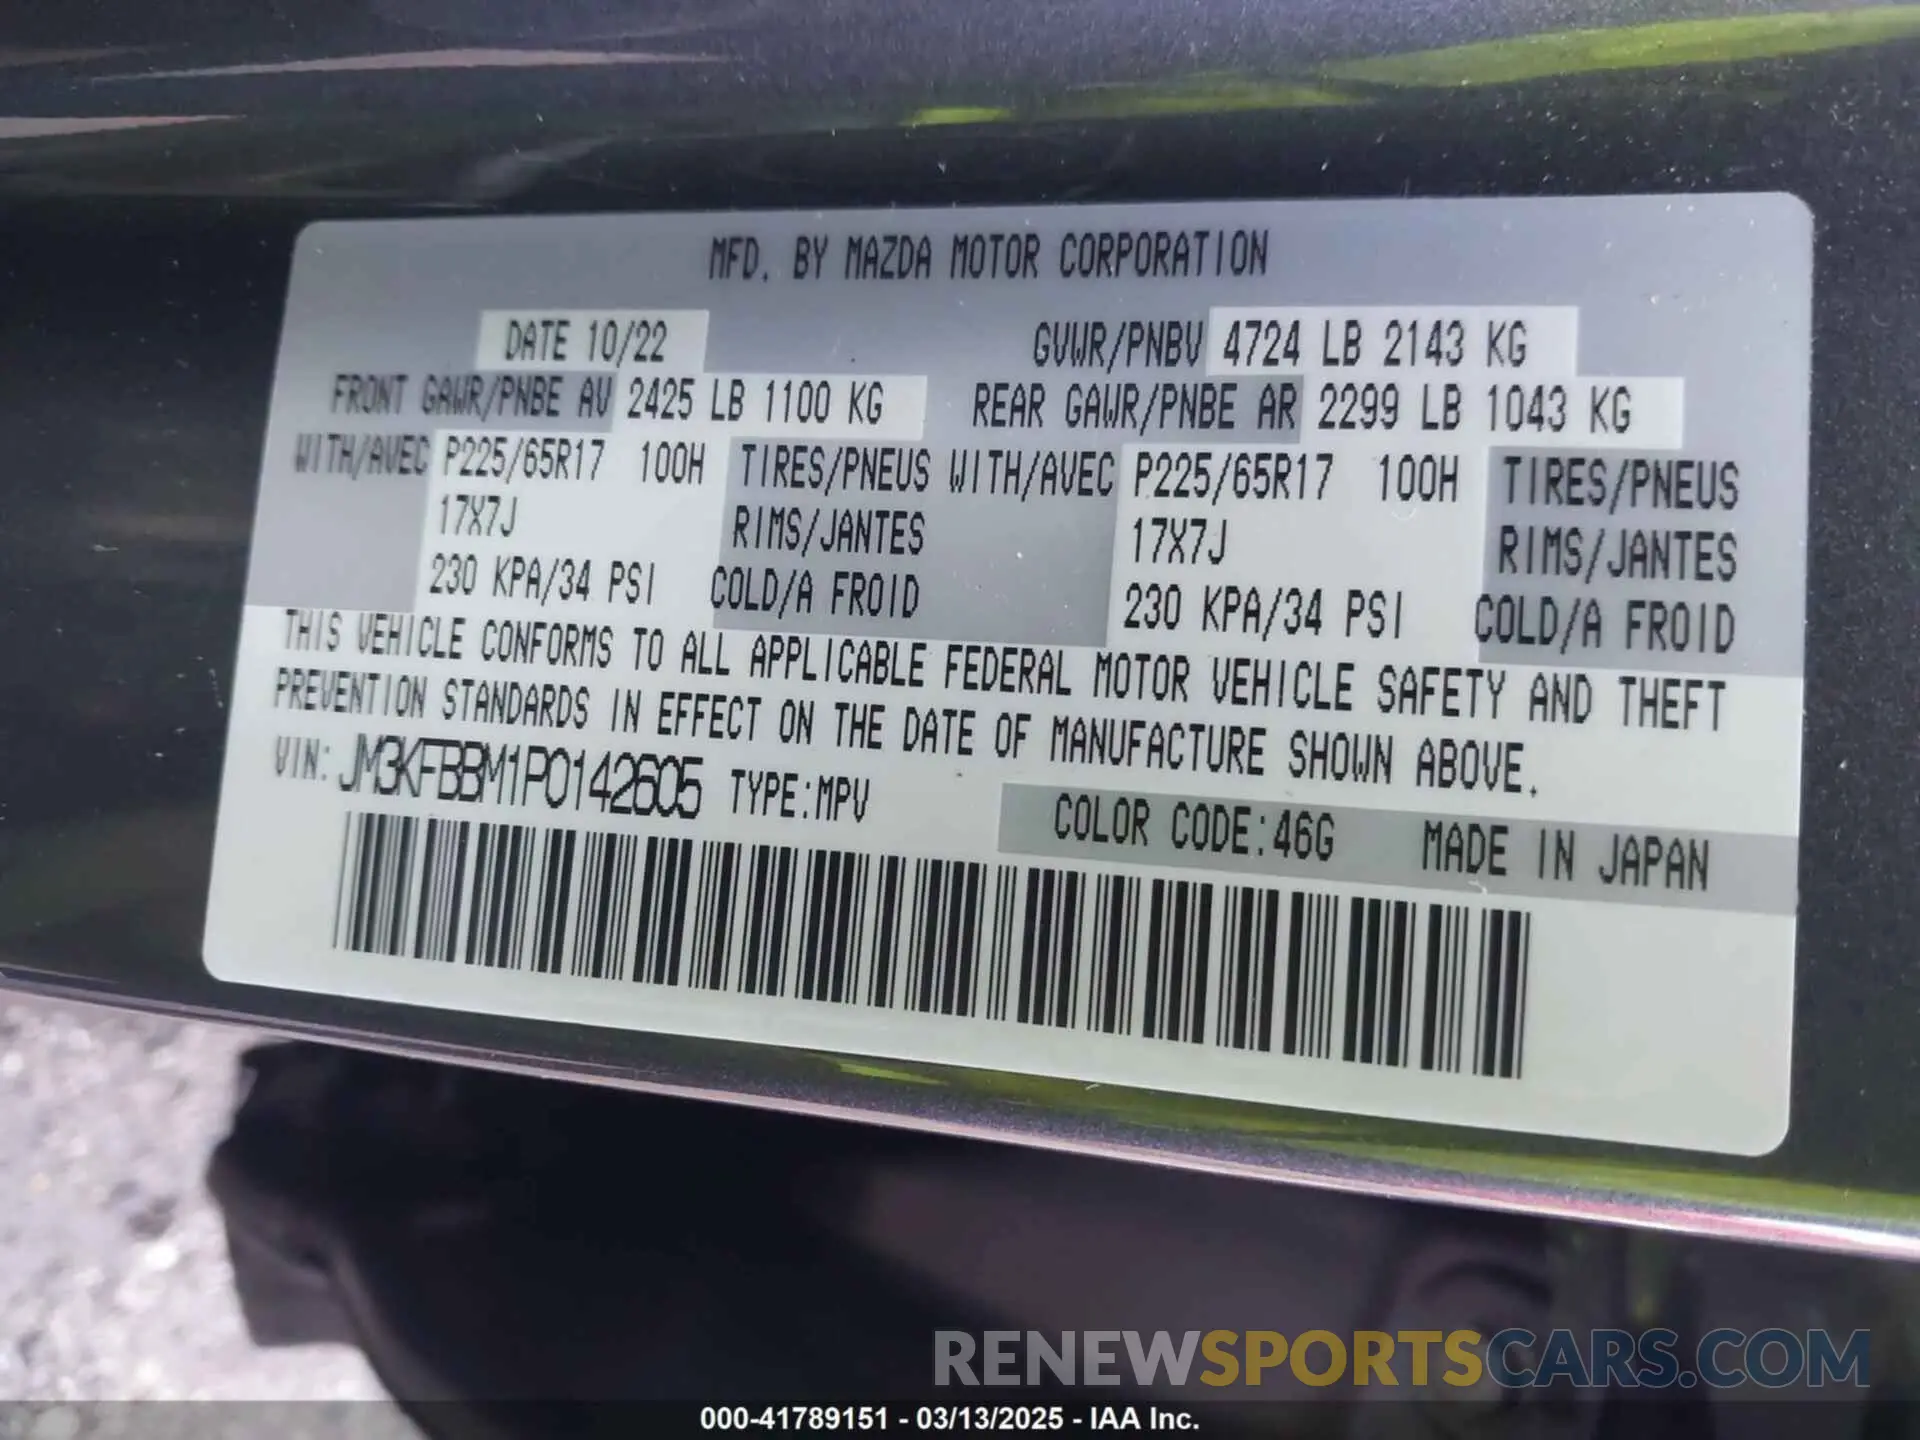 MFD. BY MAZDA MOTOR CORPORATION
DATE 10/22 GVWR/PNBV 4724 LB 2143 KG
FRONT GAWR/PNBE AV 2425 LB 1100 KG REAR GAWR/PNBE AR 2299 LB 1043 KG
WITH/AVEC P225/65R17 100H TIRES/PNEUS WITH/AVEC P225/65R17 100H TIRES/PNEUS
17X7J RIMS/JANTES 17X7J RIMS/JANTES
230 KPA/34 PSI COLD/A FROID 230 KPA/34 PSI COLD/A FROID
THIS VEHICLE CONFORMS TO ALL APPLICABLE FEDERAL MOTOR VEHICLE SAFETY AND THEFT
PREVENTION STANDARDS IN EFFECT ON THE DATE OF MANUFACTURE SHOWN ABOVE.
VIN: JM3KFBBM1P0142605 TYPE:MPV
COLOR CODE:46G MADE IN JAPAN
RENEWSPORTSCARS.COM
000-41789151 - 03/13/2025 - IAA Inc.